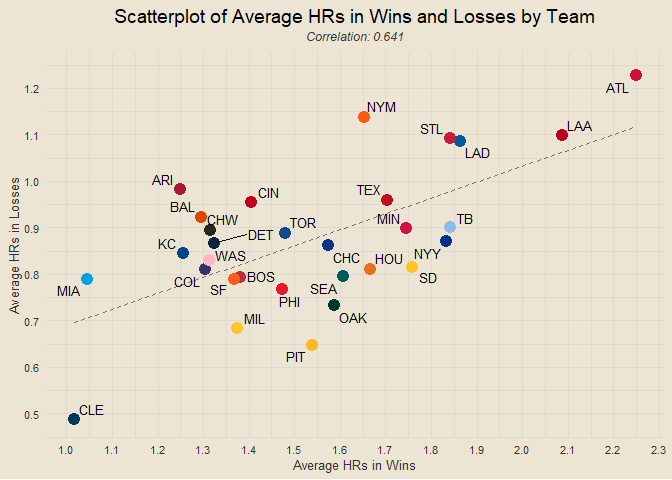 Scatterplot of Average HRs in Wins and Losses by Team
Correlation: 0.641
Average HRs in Losses
1.2
1.1
1.0
0.9
0.8
0.7
0.6
0.5
ATL
NYM
LAA
STL
LAD
ARI
TEX
CIN
BAL
CHW
TOR
MIN
TB
DET
KC
WAS
CHC
HOU
NYY
COL
BOS
SD
MIA
SF
SEA
PHI
MIL
OAK
PIT
CLE
1.0 1.1 1.2 1.3 1.4 1.5 1.6 1.7 1.8 1.9 2.0 2.1 2.2 2.3
Average HRs in Wins